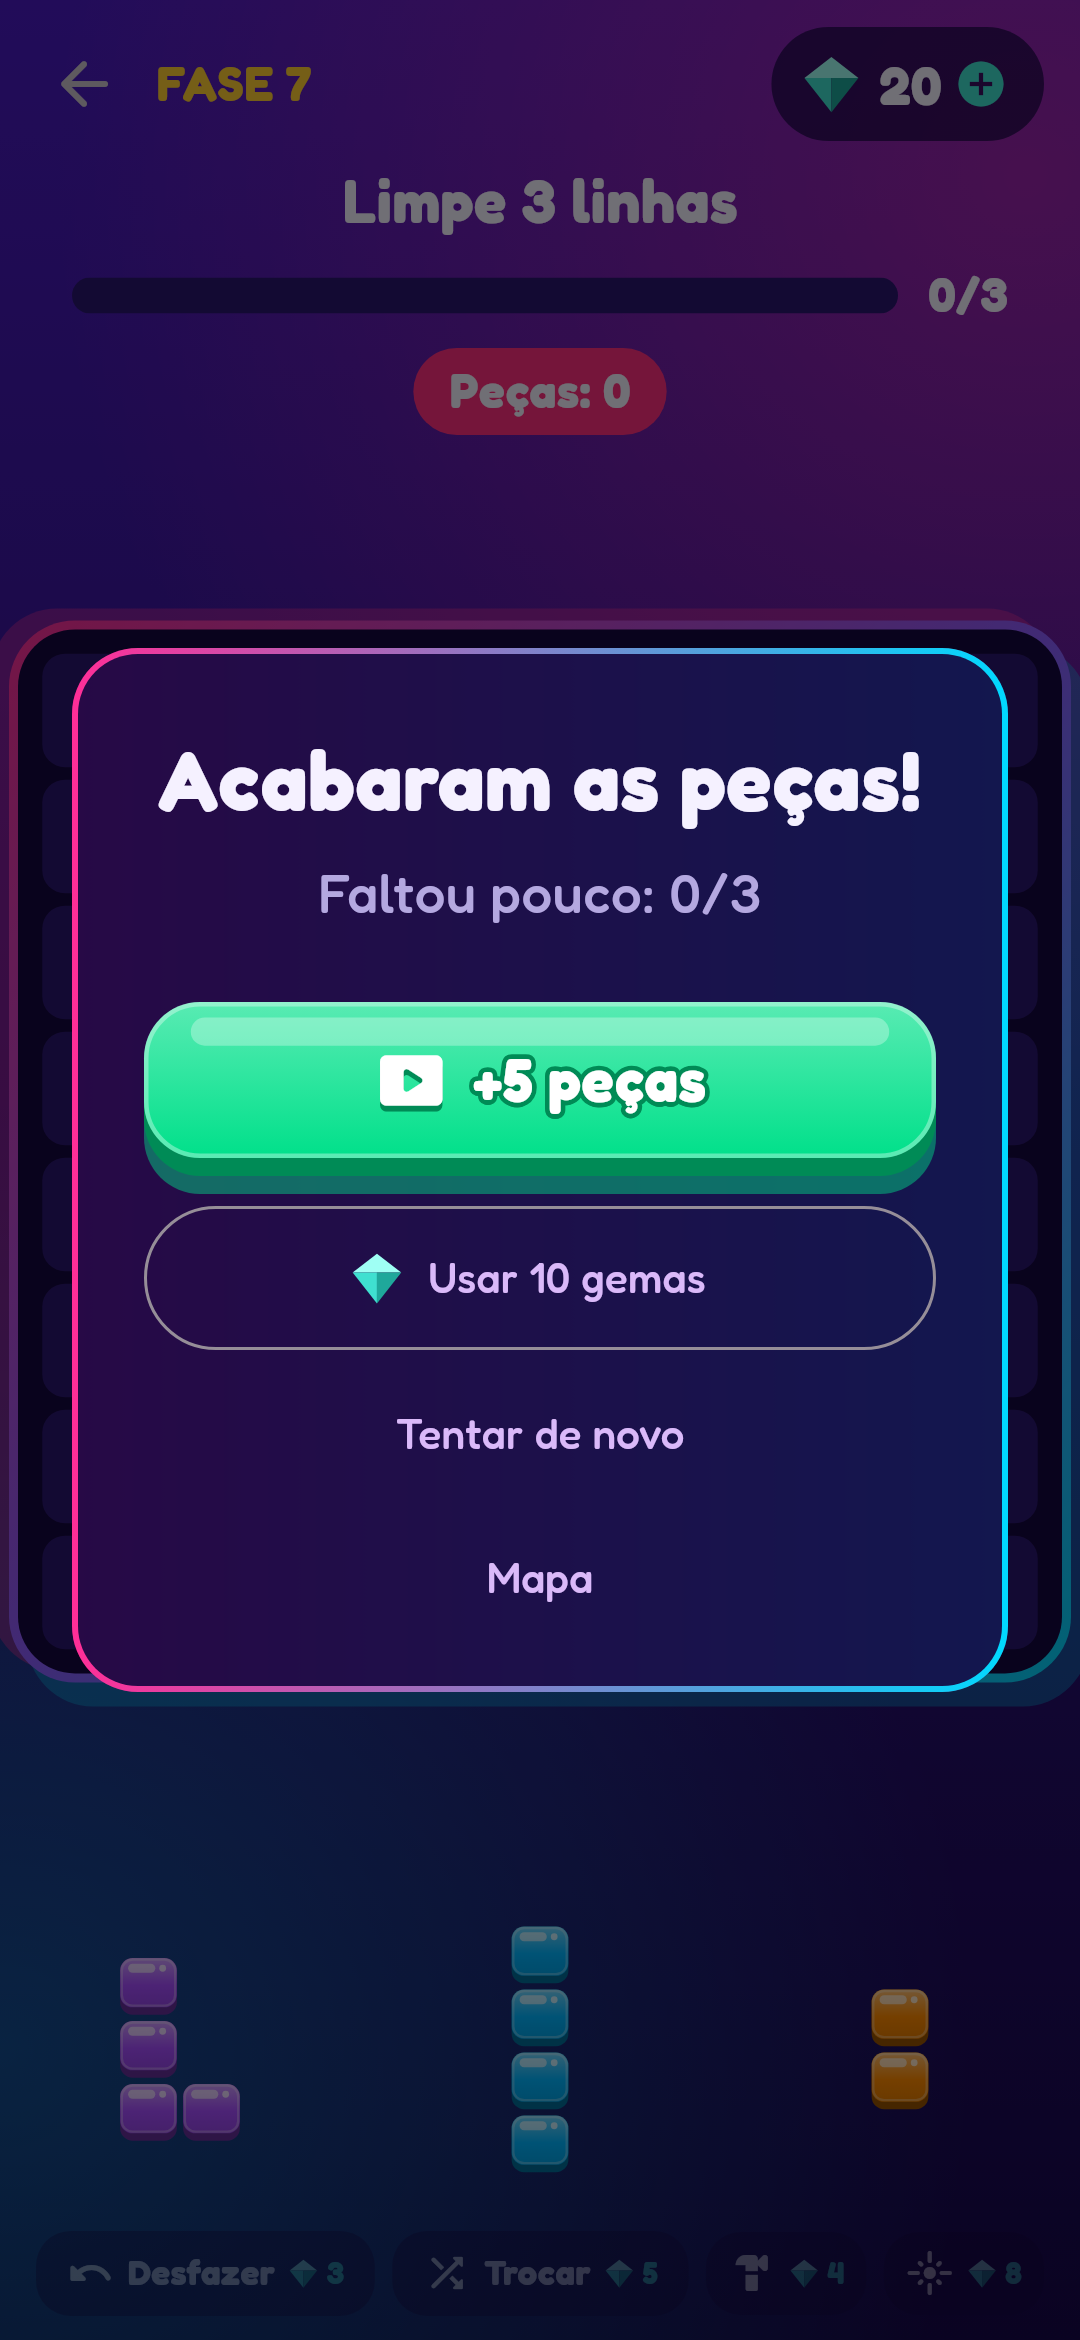 FASE 7
20
Limpe 3 linhas
0/3
Peças: 0
Acabaram as peças!
Faltou pouco: 0/3
+5 peças
Usar 10 gemas
Tentar de novo
Mapa
Desfazer 3
Trocar 5
4
8